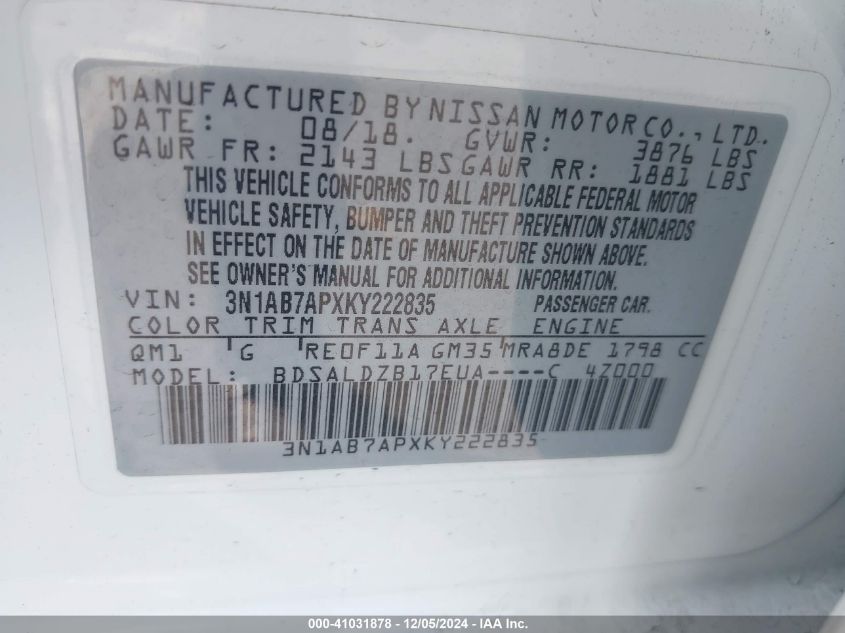 MANUFACTURED BY NISSAN MOTOR CO., LTD.
DATE: 08/18. GVWR: 3876 LBS
GAWR FR: 2143 LBS GAWR RR: 1881 LBS
THIS VEHICLE CONFORMS TO ALL APPLICABLE FEDERAL MOTOR
VEHICLE SAFETY, BUMPER AND THEFT PREVENTION STANDARDS
IN EFFECT ON THE DATE OF MANUFACTURE SHOWN ABOVE.
SEE OWNER'S MANUAL FOR ADDITIONAL INFORMATION.
VIN: 3N1AB7APXKY222835 PASSENGER CAR.
COLOR TRIM TRANS AXLE ENGINE
QM1 G RE0F11A GM35 MRA8DE 1798 CC
MODEL: BDSALDZB17EUA----C 4Z000
3N1AB7APXKY222835
000-41031878 - 12/05/2024 - IAA Inc.